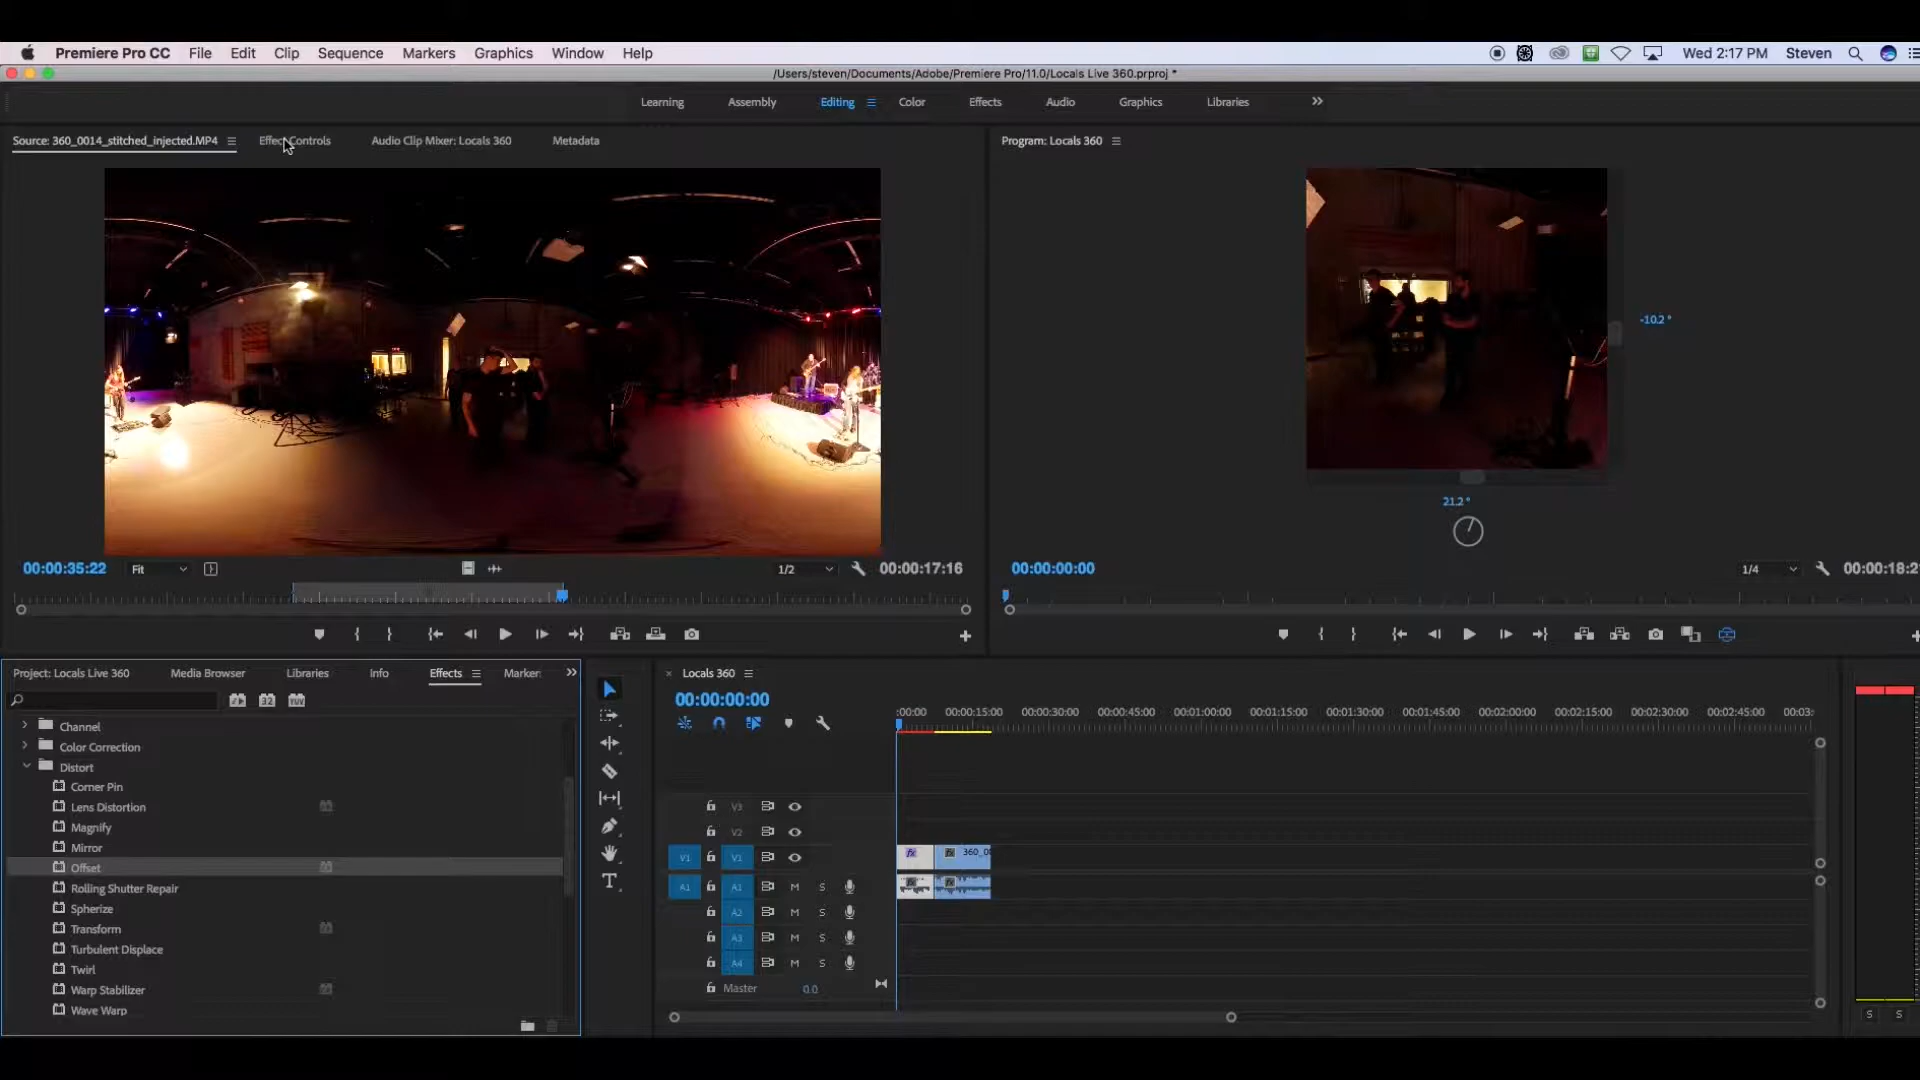 Premiere Pro CC File Edit Clip Sequence Markers Graphics Window Help Wed 2:17 PM Steven
/Users/steven/Documents/Adobe/Premiere Pro/11.0/Locals Live 360.prproj *
Learning Assembly Editing Color Effects Audio Graphics Libraries
Source: 360_0014_stitched_injected.MP4 Effect Controls Audio Clip Mixer: Locals 360 Metadata
Program: Locals 360
-10.2 °
21.2 °
00:00:35:22 Fit 1/2 00:00:17:16
00:00:00:00 1/4 00:00:18:2
Project: Locals Live 360 Media Browser Libraries Info Effects Marker:
32 YUV
Channel
Color Correction
Distort
Corner Pin
Lens Distortion
Magnify
Mirror
Offset
Rolling Shutter Repair
Spherize
Transform
Turbulent Displace
Twirl
Warp Stabilizer
Wave Warp
× Locals 360
00:00:00:00
:00:00 00:00:15:00 00:00:30:00 00:00:45:00 00:01:00:00 00:01:15:00 00:01:30:00 00:01:45:00 00:02:00:00 00:02:15:00 00:02:30:00 00:02:45:00 00:03:
V3
V2
V1 V1 fx 360_0
A1 A1 M S
A2 M S
A3 M S
A4 M S
Master 0.0
S S